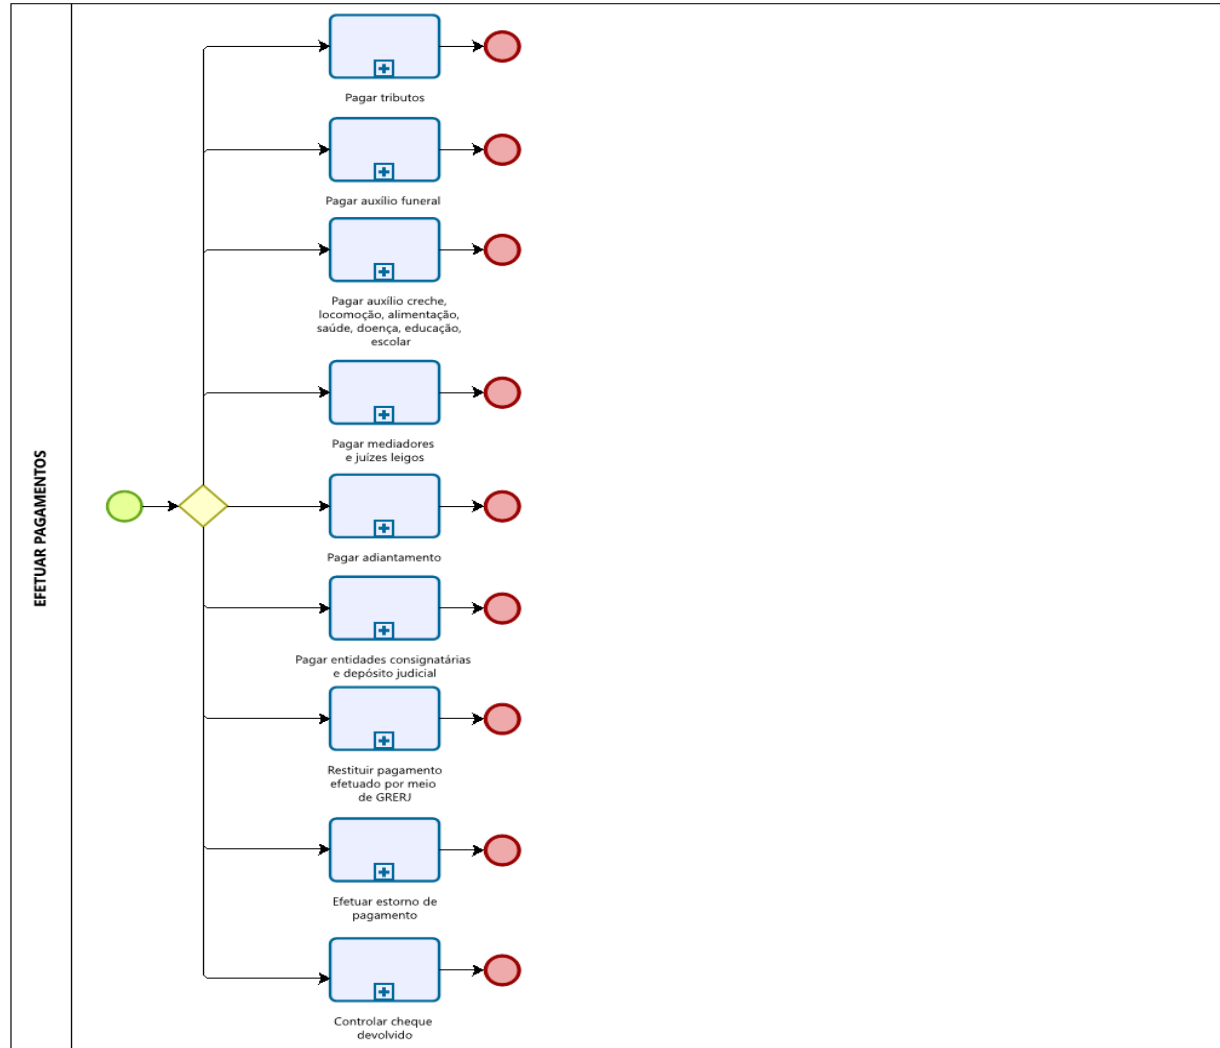 EFETUAR PAGAMENTOS
Pagar tributos
Pagar auxílio funeral
Pagar auxílio creche,
locomoção, alimentação,
saúde, doença, educação,
escolar
Pagar mediadores
e juízes leigos
Pagar adiantamento
Pagar entidades consignatárias
e depósito judicial
Restituir pagamento
efetuado por meio
de GRERJ
Efetuar estorno de
pagamento
Controlar cheque
devolvido